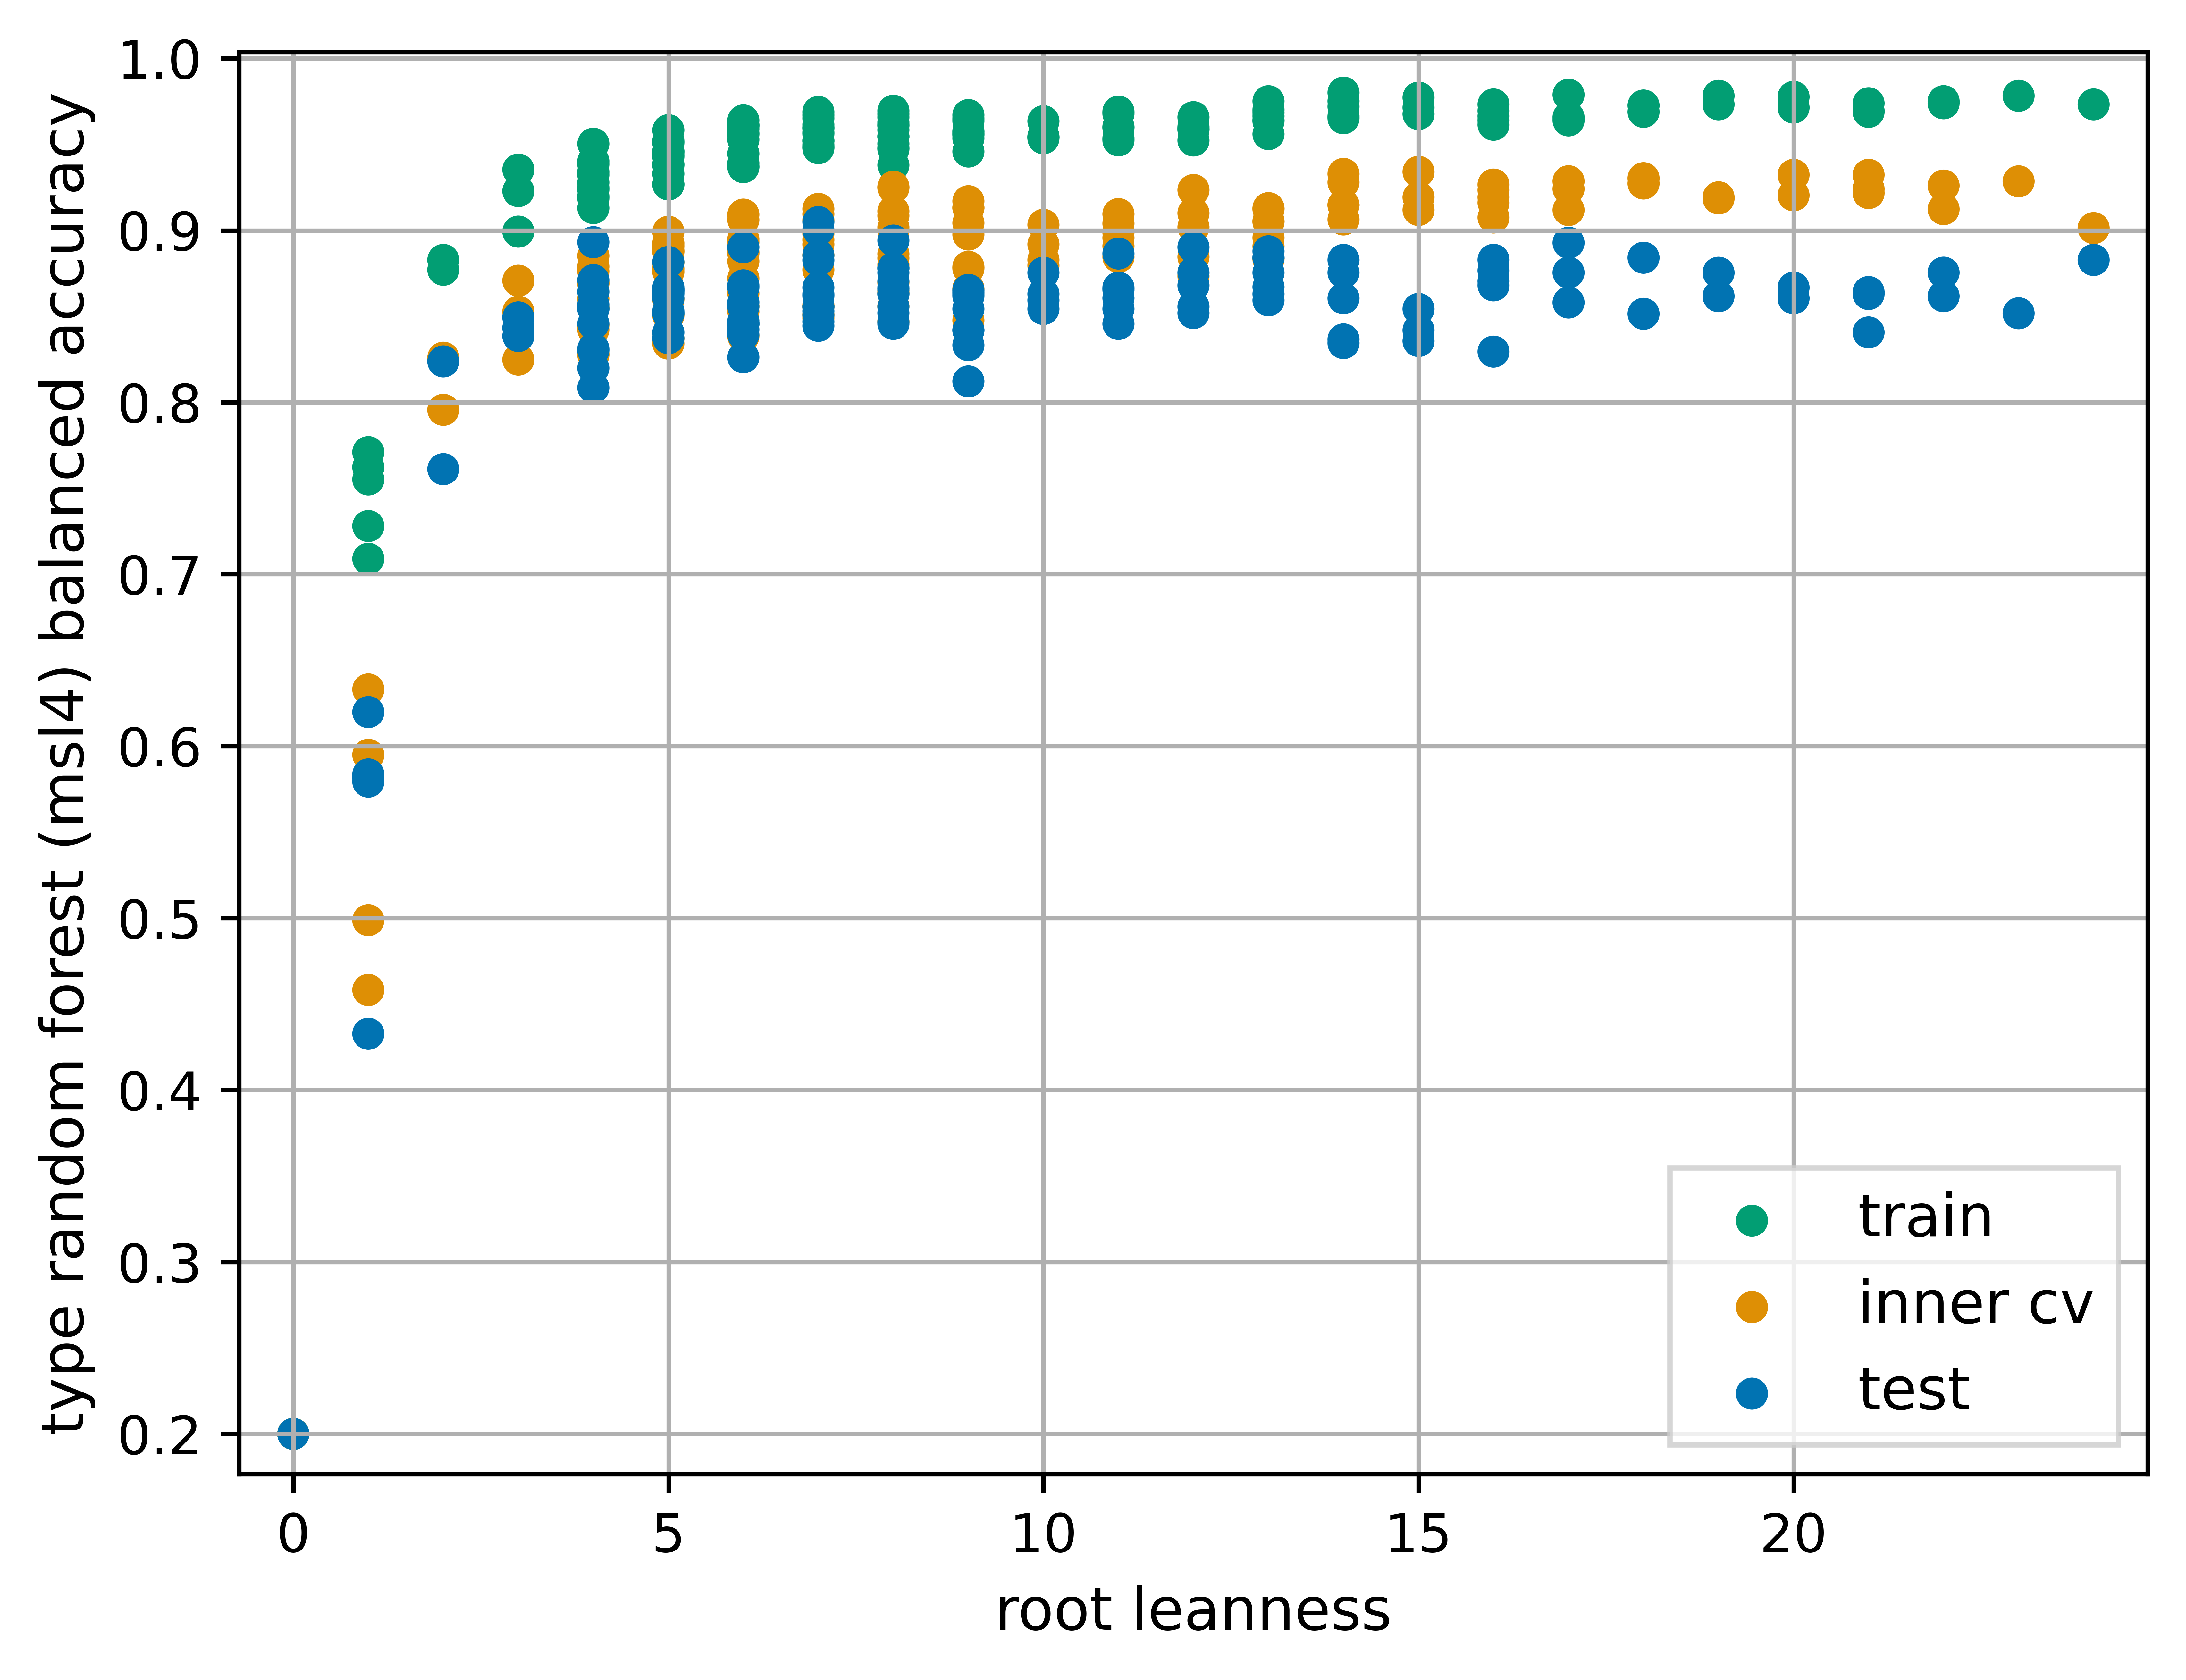 type random forest (msl4) balanced accuracy
1.0
0.9
0.8
0.7
0.6
0.5
0.4
0.3
0.2
train
inner cv
test
0 5 10 15 20
root leanness